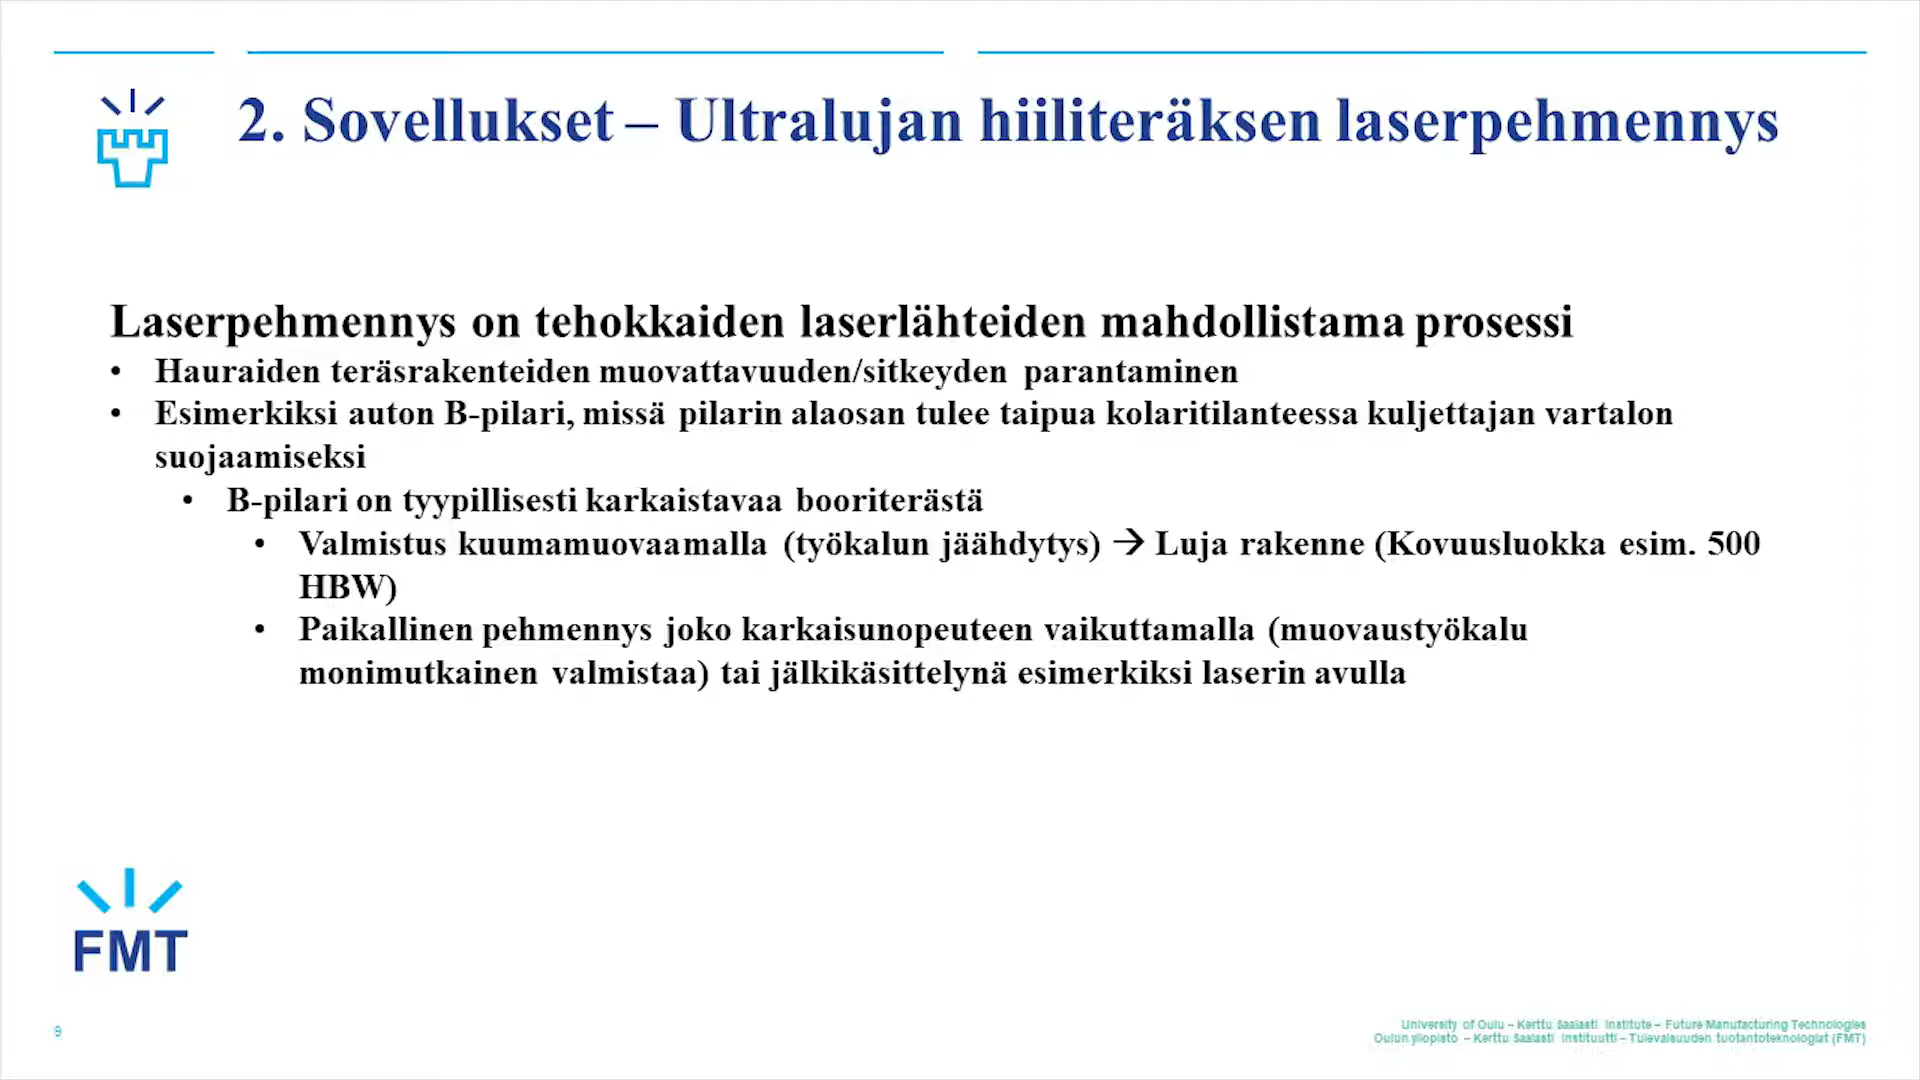 2. Sovellukset – Ultralujan hiiliteräksen laserpehmennys
Laserpehmennys on tehokkaiden laserlähteiden mahdollistama prosessi
• Hauraiden teräsrakenteiden muovattavuuden/sitkeyden parantaminen
• Esimerkiksi auton B-pilari, missä pilarin alaosan tulee taipua kolaritilanteessa kuljettajan vartalon
suojaamiseksi
• B-pilari on tyypillisesti karkaistavaa booriterästä
• Valmistus kuumamuovaamalla (työkalun jäähdytys) → Luja rakenne (Kovuusluokka esim. 500
HBW)
• Paikallinen pehmennys joko karkaisunopeuteen vaikuttamalla (muovaustyökalu
monimutkainen valmistaa) tai jälkikäsittelynä esimerkiksi laserin avulla
FMT
9
University of Oulu – Kerttu Saalasti Institute – Future Manufacturing Technologies
Oulun yliopisto – Kerttu Saalasti Instituutti – Tulevaisuuden tuotantoteknologiat (FMT)